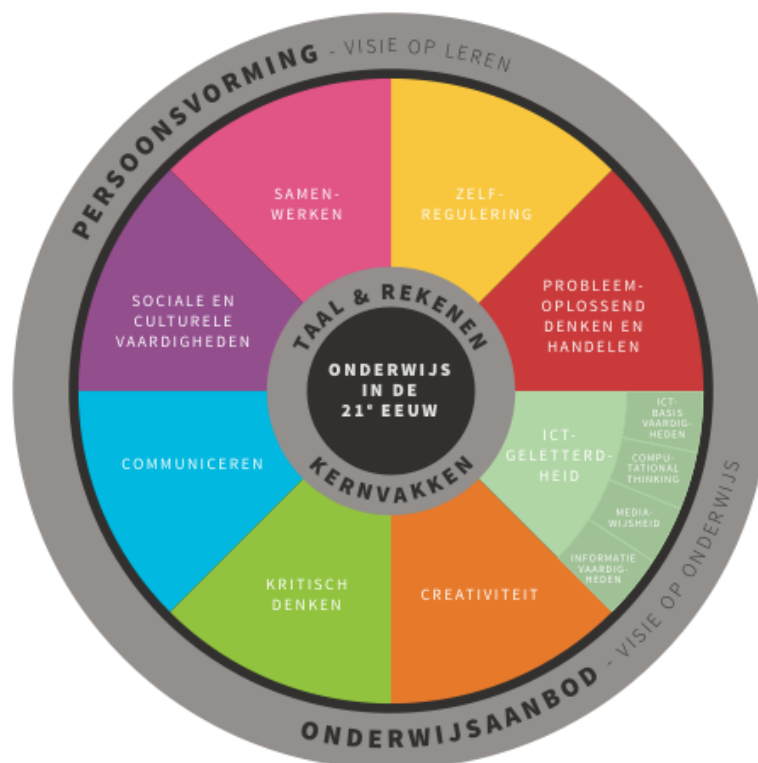 PERSOONSVORMING - VISIE OP LEREN
SAMEN-
WERKEN
ZELF-
REGULERING
SOCIALE EN
CULTURELE
VAARDIGHEDEN
PROBLEEM-
OPLOSSEND
DENKEN EN
HANDELEN
TAAL & REKENEN
ONDERWIJS
IN DE
21e EEUW
KERNVAKKEN
COMMUNICEREN
ICT-
GELETTERD-
HEID
ICT-
BASIS
VAARDIG-
HEDEN
COMPU-
TATIONAL
THINKING
MEDIA-
WIJSHEID
INFORMATIE
VAARDIG-
HEDEN
KRITISCH
DENKEN
CREATIVITEIT
ONDERWIJSAANBOD - VISIE OP ONDERWIJS